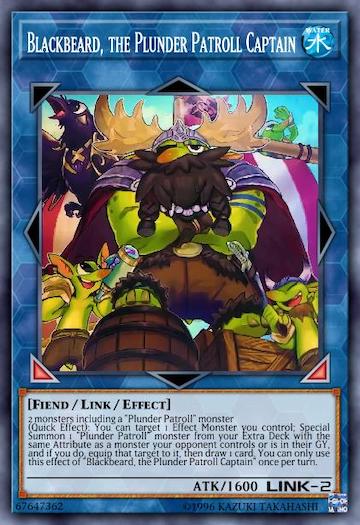 Blackbeard, the Plunder Patroll Captain
WATER
水
[Fiend / Link / Effect]
2 monsters including a "Plunder Patroll" monster
(Quick Effect): You can target 1 Effect Monster you control; Special
Summon 1 "Plunder Patroll" monster from your Extra Deck with the
same Attribute as a monster your opponent controls or is in their GY,
and if you do, equip that target to it, then draw 1 card. You can only use
this effect of "Blackbeard, the Plunder Patroll Captain" once per turn.
ATK/1600 LINK-2
67647362
©1996 KAZUKI TAKAHASHI